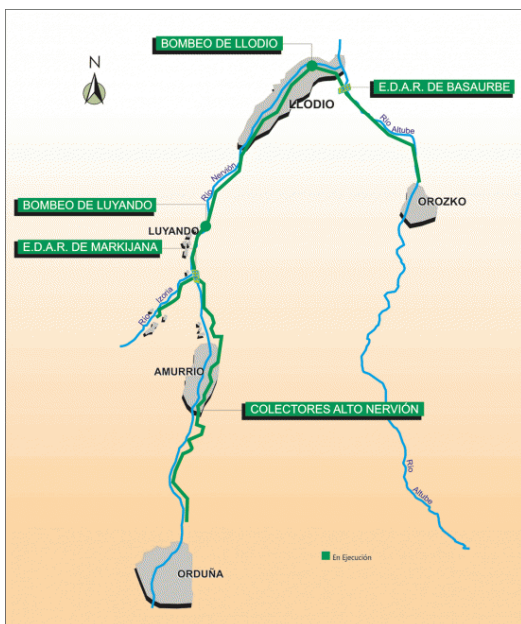 BOMBEO DE LLODIO
N
E.D.A.R. DE BASAURBE
LLODIO
Río Altube
Río Nervión
OROZKO
BOMBEO DE LUYANDO
LUYANDO
E.D.A.R. DE MARKIJANA
Río Izoria
AMURRIO
COLECTORES ALTO NERVIÓN
Río
Altube
En Ejecución
ORDUÑA